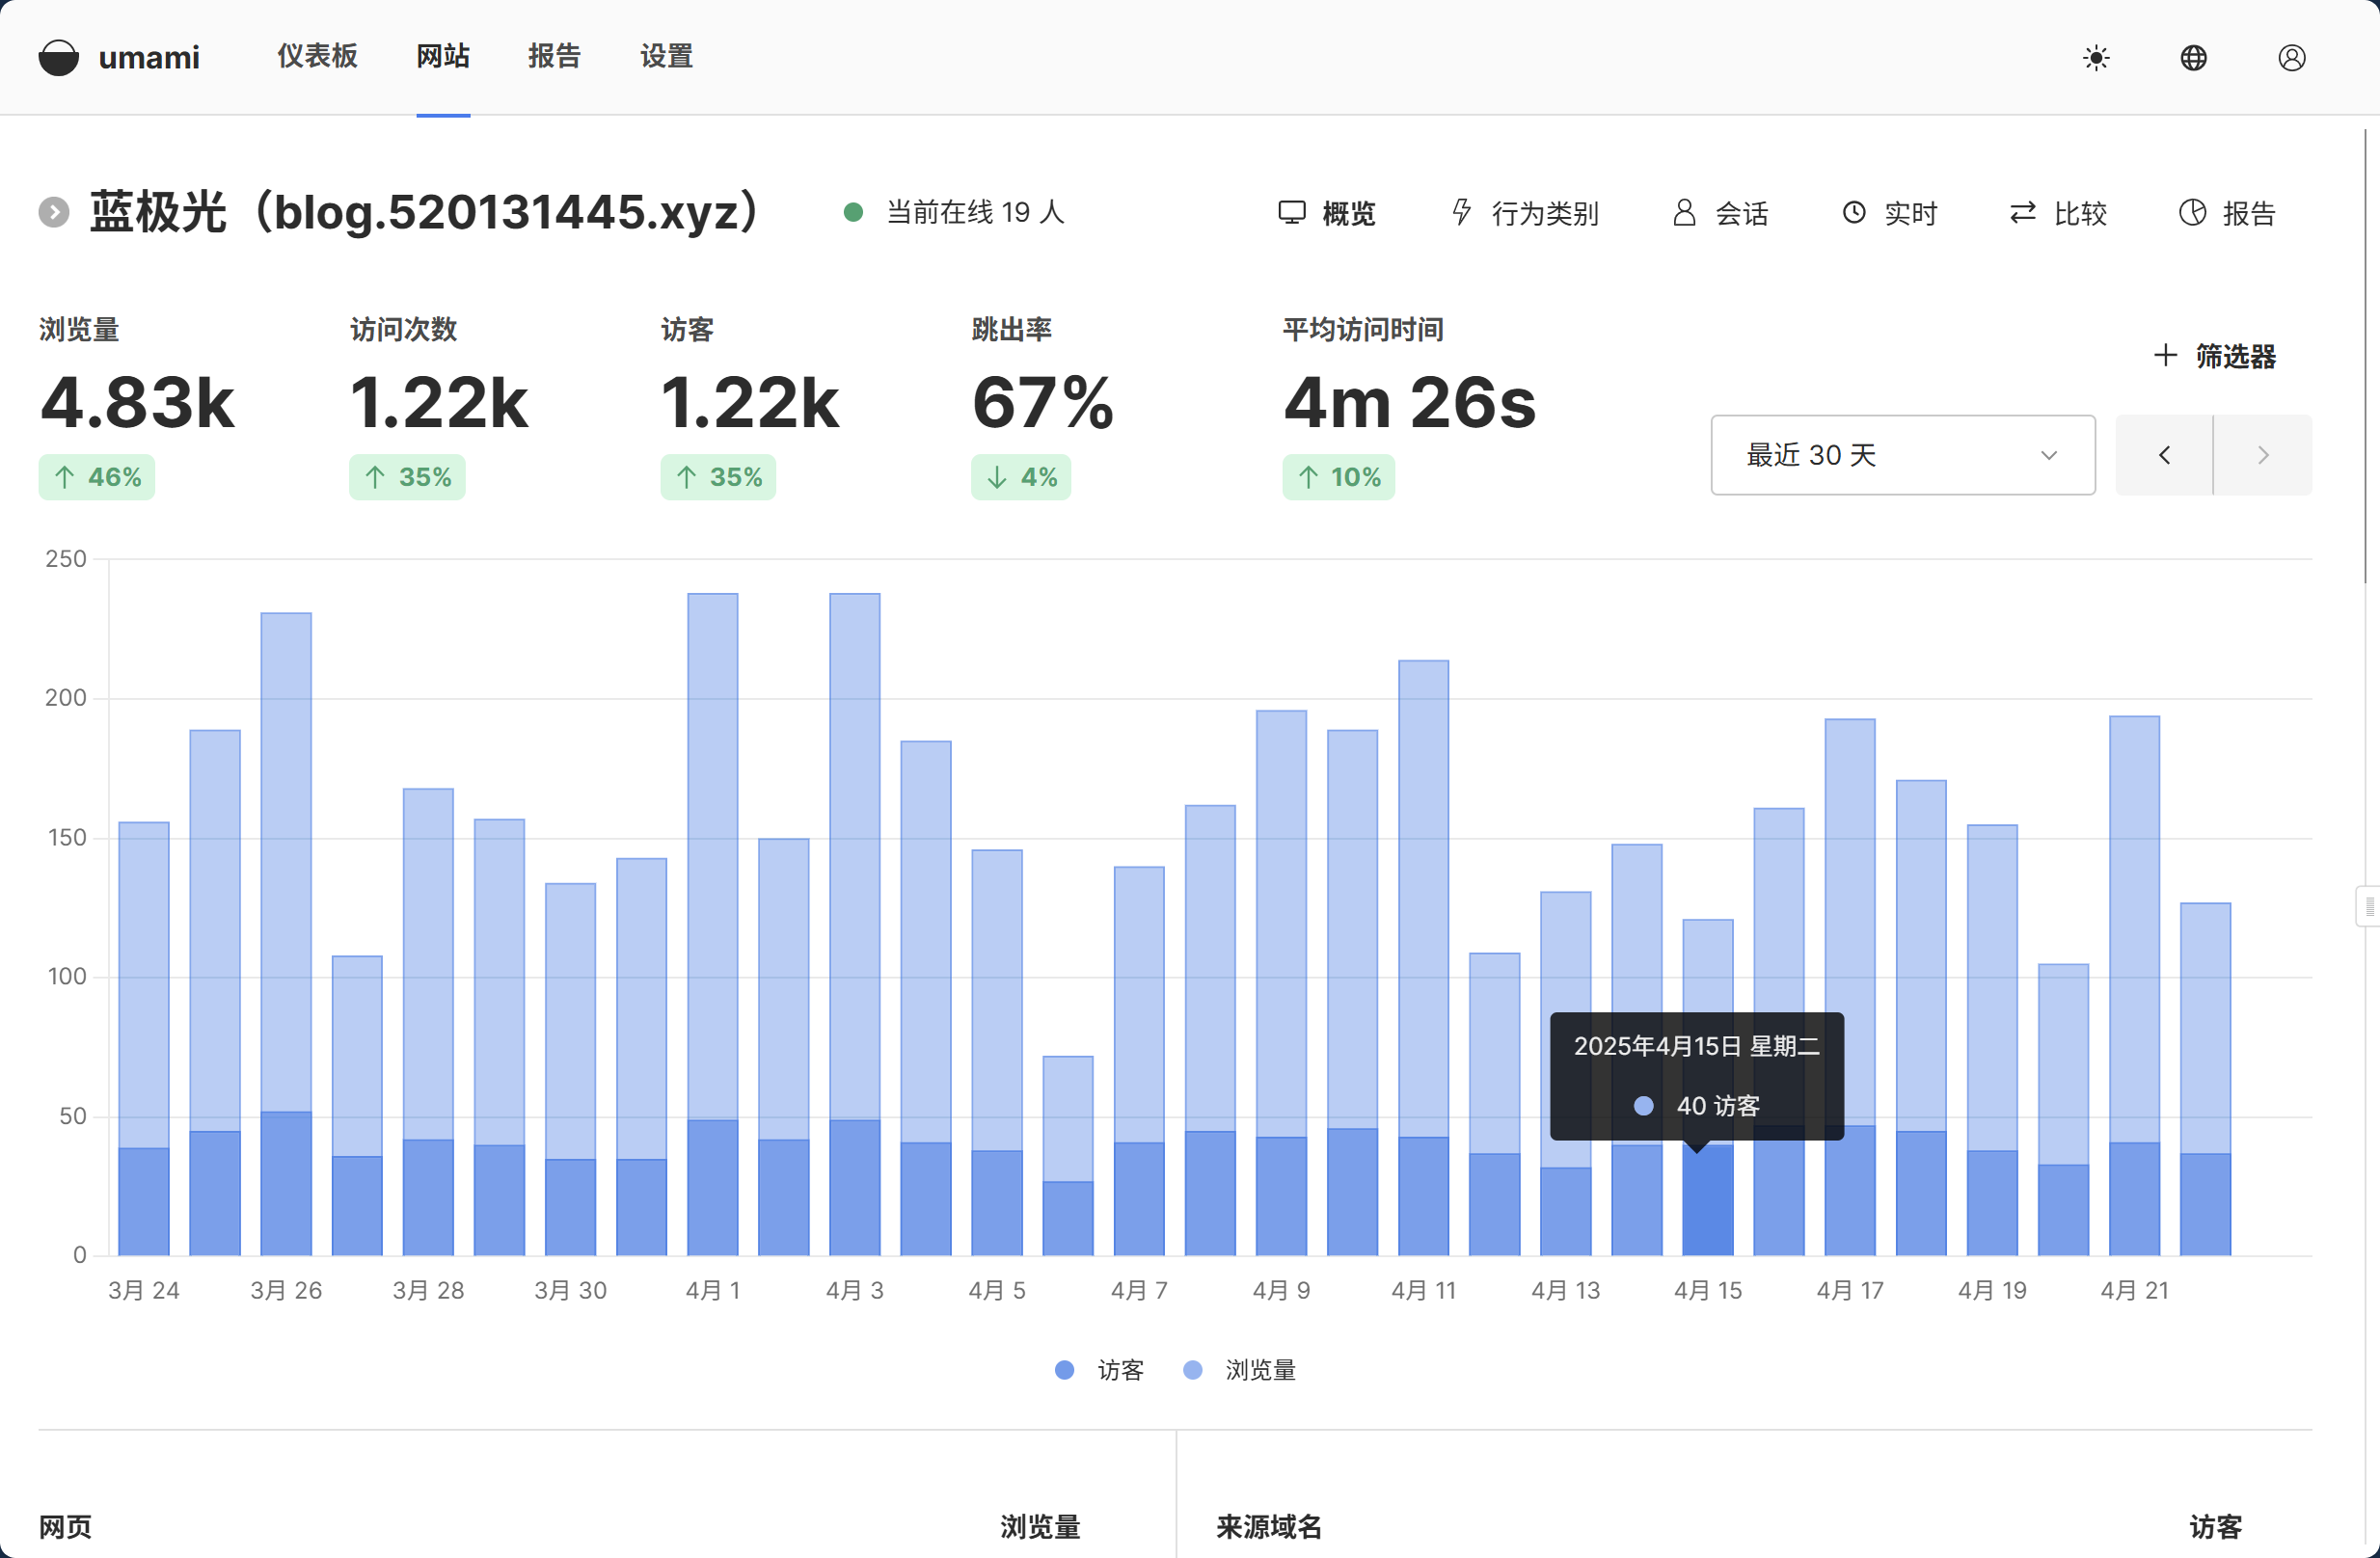 umami 仪表板 网站 报告 设置
蓝极光（blog.520131445.xyz） 当前在线 19 人 概览 行为类别 会话 实时 比较 报告
浏览量 访问次数 访客 跳出率 平均访问时间
筛选器
4.83k 1.22k 1.22k 67% 4m 26s
46% 35% 35% 4% 10%
最近 30 天
250
200
150
100
50
0
2025年4月15日 星期二
40 访客
3月 24 3月 26 3月 28 3月 30 4月 1 4月 3 4月 5 4月 7 4月 9 4月 11 4月 13 4月 15 4月 17 4月 19 4月 21
访客 浏览量
网页 浏览量 来源域名 访客